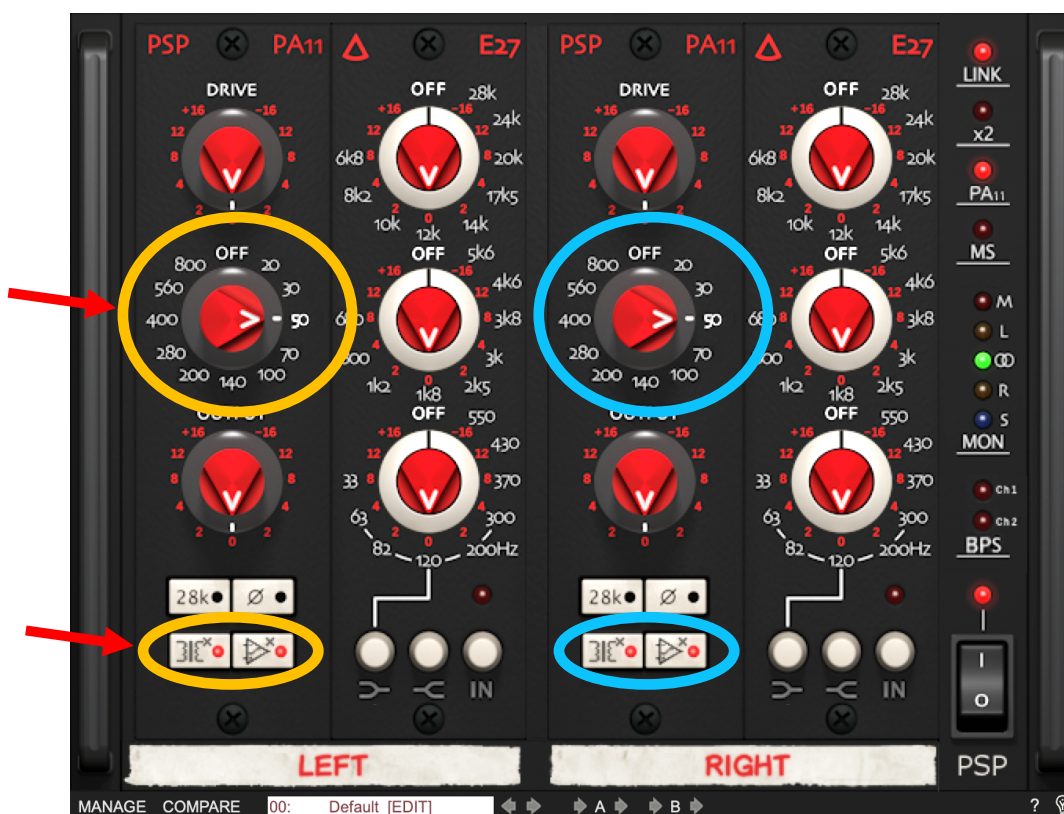 PSP PA11 E27 PSP PA11 E27
LINK
DRIVE OFF 28k DRIVE OFF 28k
+16 -16 +16 -16 24k +16 -16 +16 -16 24k
x2
12 12 12 12 12 12 12 12
8 8 6k8 8 8 20k 8 8 6k8 8 8 20k
PA11
4 4 8k2 4 4 17k5 4 4 8k2 4 4 17k5
2 2 10k 2 0 2 14k 2 2 10k 2 0 2 14k
12k 12k
MS
OFF OFF 5k6 OFF OFF 5k6
800 20 +16 -16 4k6 800 20 +16 -16 4k6
560 30 12 12 560 30 12 12
M
400 50 8 8 3k8 400 50 8 8 3k8
L
280 70 4 4 3k 280 70 4 4 3k
200 140 100 1k2 2 0 2 2k5 200 140 100 1k2 2 0 2 2k5
1k8 1k8
R
S
MON
OFF 550 OFF 550
+16 -16 +16 -16 430 +16 -16 +16 -16 430
12 12 12 12 12 12 12 12
8 8 33 8 8 370 8 8 33 8 8 370
Ch1
4 4 63 4 4 300 4 4 63 4 4 300
Ch2
2 0 2 82 2 0 2 200Hz 2 0 2 82 2 0 2 200Hz
120 120
BPS
28k Ø 28k Ø
IN IN
I
O
LEFT RIGHT PSP
MANAGE COMPARE 00: Default [EDIT] A B ?